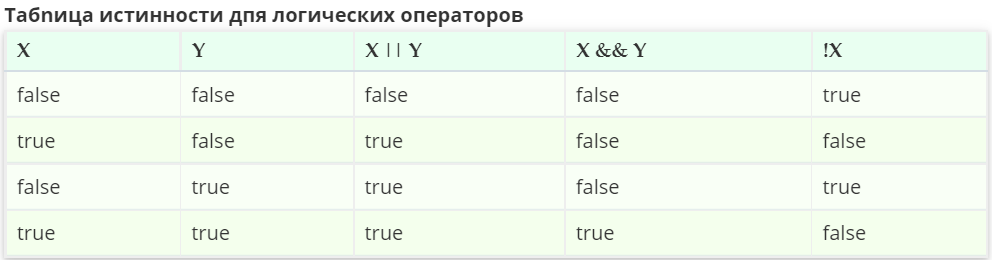 Таблица истинности дпя логических операторов
X Y X || Y X && Y !X
false false false false true
true false true false false
false true true false true
true true true true false